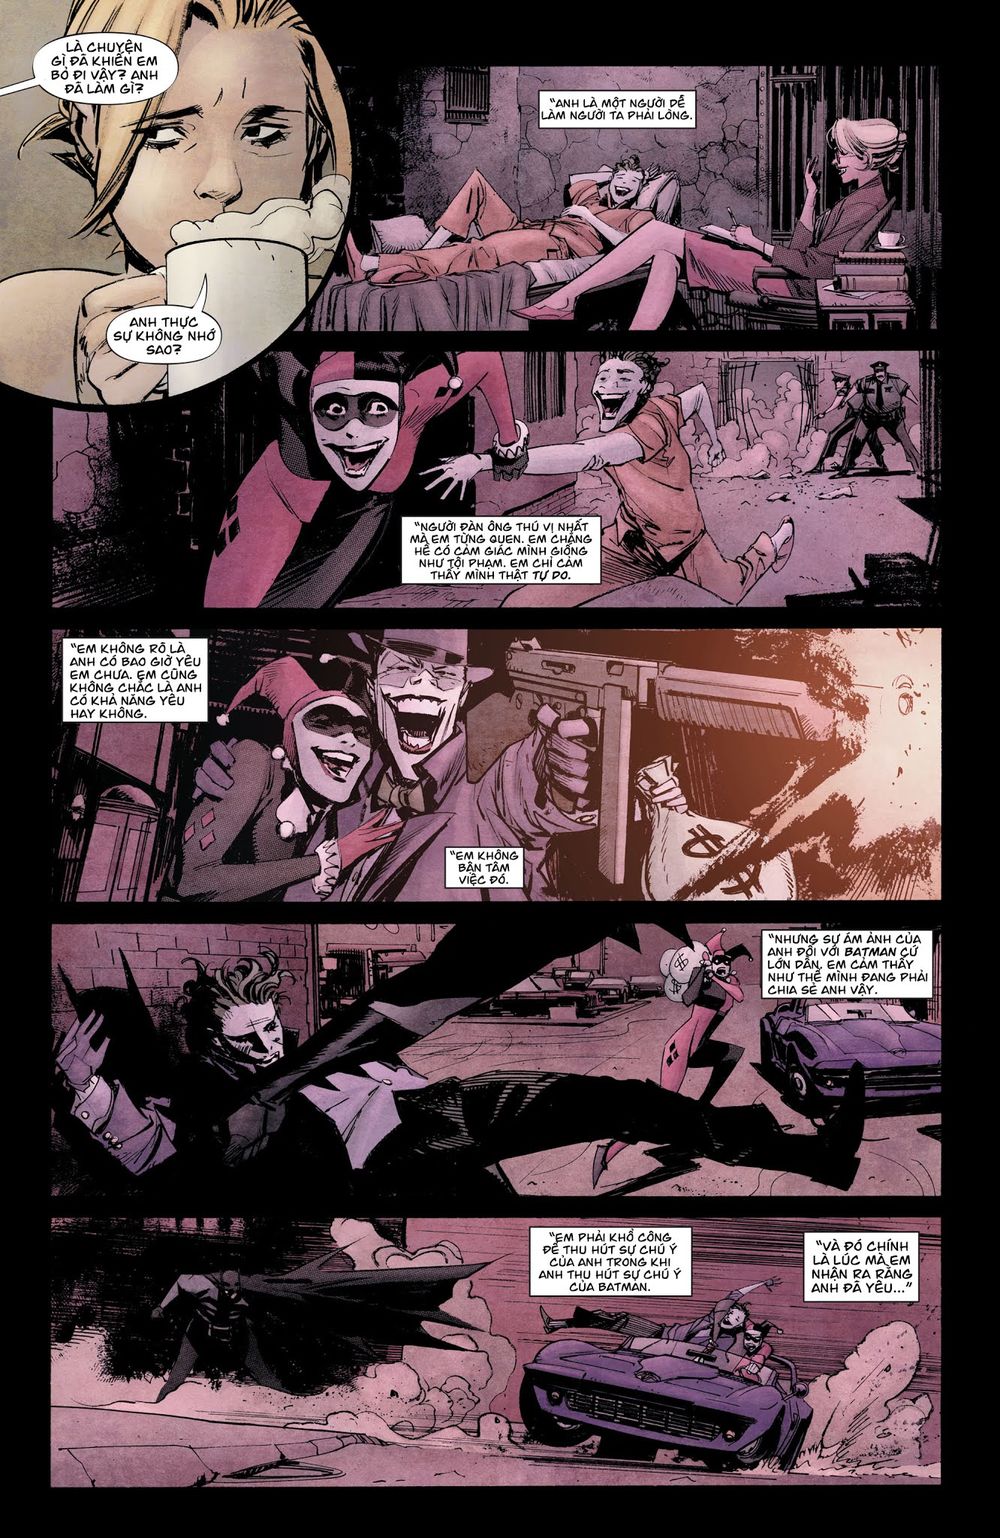 LÀ CHUYỆN
GÌ ĐÃ KHIẾN EM
BỎ ĐI VẬY? ANH
ĐÃ LÀM GÌ?
ANH THỰC
SỰ KHÔNG NHỚ
SAO?
"ANH LÀ MỘT NGƯỜI DỄ
LÀM NGƯỜI TA PHẢI LÒNG.
"NGƯỜI ĐÀN ÔNG THÚ VỊ NHẤT
MÀ EM TỪNG QUEN. EM CHẲNG
HỀ CÓ CẢM GIÁC MÌNH GIỐNG
NHƯ TỘI PHẠM. EM CHỈ CẢM
THẤY MÌNH THẬT TỰ DO.
"EM KHÔNG RÕ LÀ
ANH CÓ BAO GIỜ YÊU
EM CHƯA. EM CŨNG
KHÔNG CHẮC LÀ ANH
CÓ KHẢ NĂNG YÊU
HAY KHÔNG.
"EM KHÔNG
BẬN TÂM
VIỆC ĐÓ.
"NHƯNG SỰ ÁM ẢNH CỦA
ANH ĐỐI VỚI BATMAN CỨ
LỚN DẦN. EM CẢM THẤY
NHƯ THỂ MÌNH ĐANG PHẢI
CHIA SẺ ANH VẬY.
"EM PHẢI KHỔ CÔNG
ĐỂ THU HÚT SỰ CHÚ Ý
CỦA ANH TRONG KHI
ANH THU HÚT SỰ CHÚ Ý
CỦA BATMAN.
"VÀ ĐÓ CHÍNH
LÀ LÚC MÀ EM
NHẬN RA RẰNG
ANH ĐÃ YÊU..."